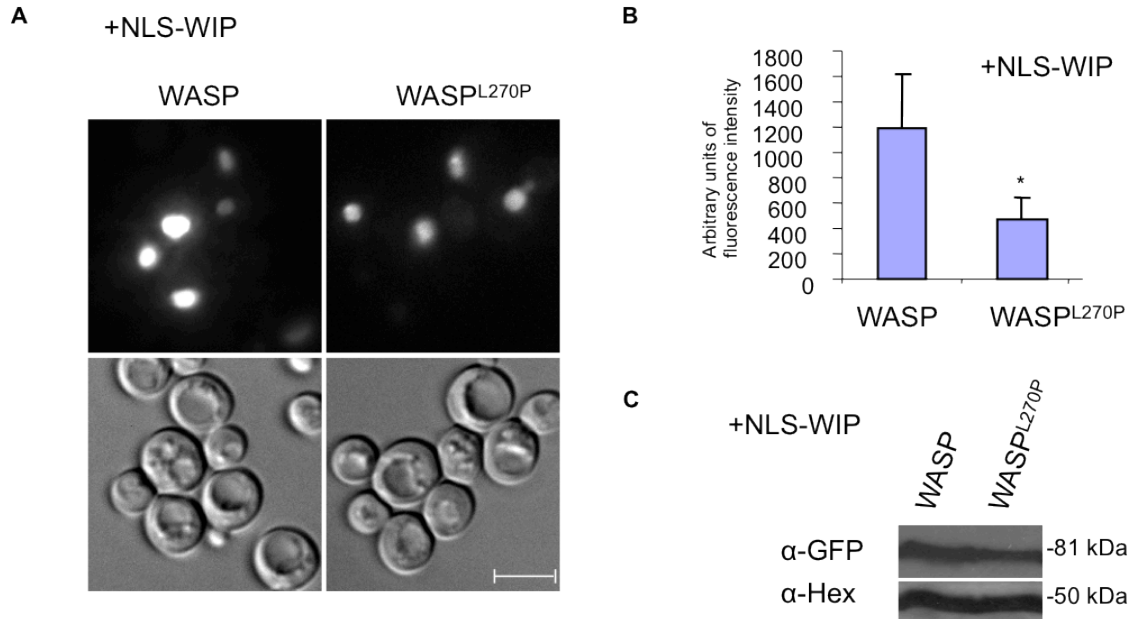 A
+NLS-WIP
WASP
WASPL270P
B
+NLS-WIP
Arbitrary units of
fluorescence intensity
1800
1600
1400
1200
1000
800
600
400
200
0
*
WASP
WASPL270P
C
+NLS-WIP
WASP
WASPL270P
α-GFP
-81 kDa
α-Hex
-50 kDa